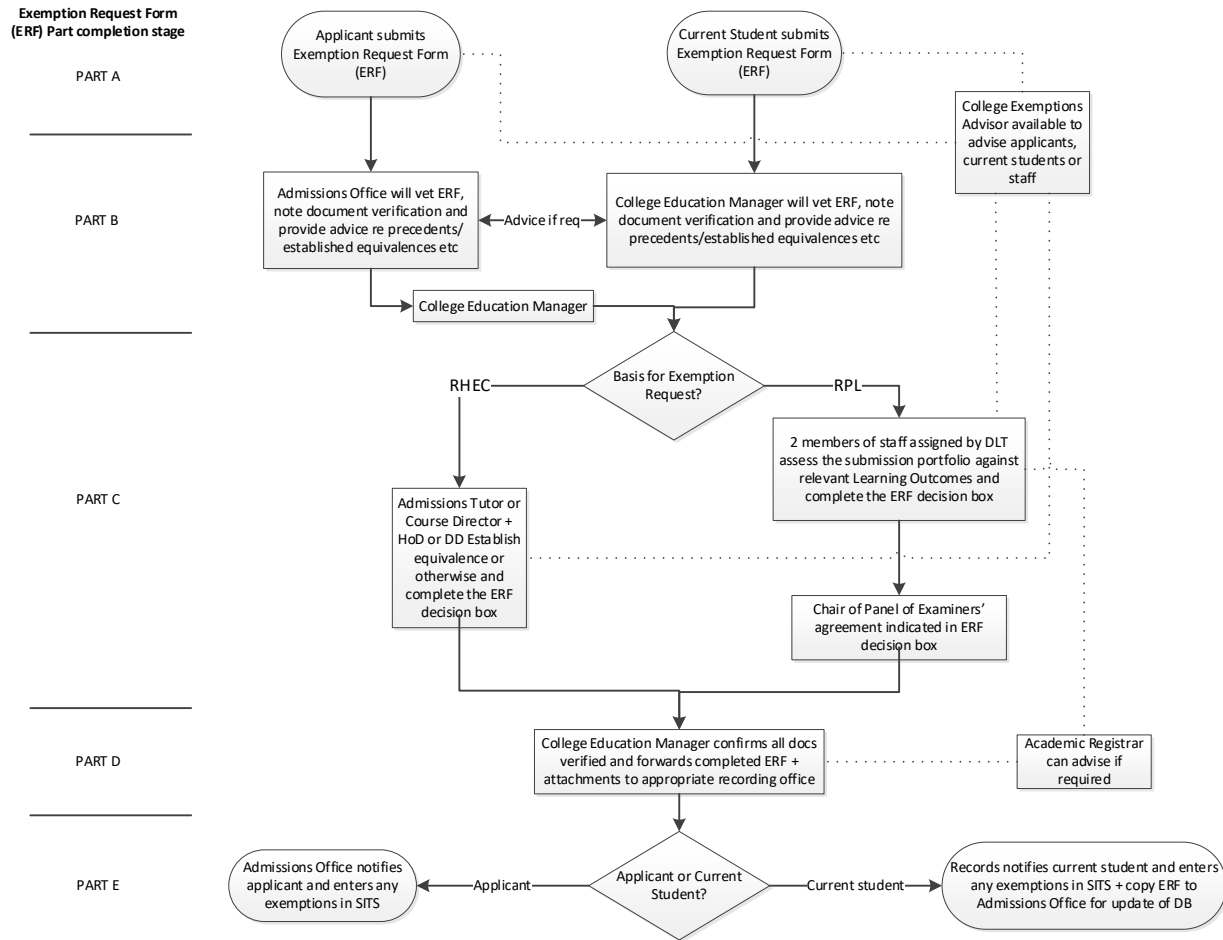 Exemption Request Form
(ERF) Part completion stage
PART A
Applicant submits
Exemption Request Form
(ERF)
Current Student submits
Exemption Request Form
(ERF)
College Exemptions
Advisor available to
advise applicants,
current students or
staff
PART B
Admissions Office will vet ERF,
note document verification and
provide advice re precedents/
established equivalences etc
Advice if req
College Education Manager will vet ERF, note
document verification and provide advice re
precedents/established equivalences etc
College Education Manager
PART C
Basis for Exemption
Request?
RHEC
RPL
2 members of staff assigned by DLT
assess the submission portfolio against
relevant Learning Outcomes and
complete the ERF decision box
Admissions Tutor or
Course Director +
HoD or DD Establish
equivalence or
otherwise and
complete the ERF
decision box
Chair of Panel of Examiners’
agreement indicated in ERF
decision box
PART D
College Education Manager confirms all docs
verified and forwards completed ERF +
attachments to appropriate recording office
Academic Registrar
can advise if
required
PART E
Admissions Office notifies
applicant and enters any
exemptions in SITS
Applicant
Applicant or Current
Student?
Current student
Records notifies current student and enters
any exemptions in SITS + copy ERF to
Admissions Office for update of DB